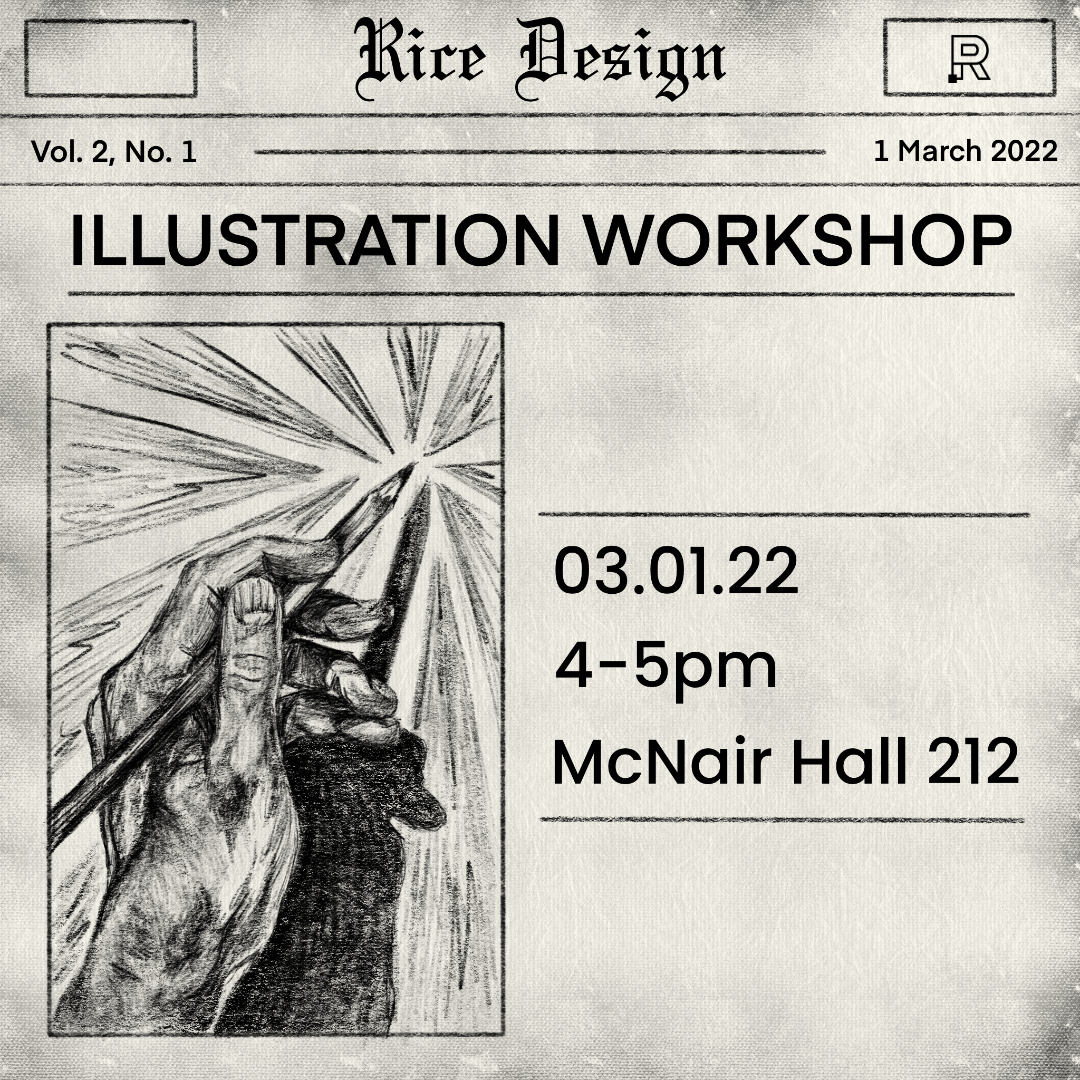 Rice Design
R
Vol. 2, No. 1
1 March 2022
ILLUSTRATION WORKSHOP
03.01.22
4-5pm
McNair Hall 212